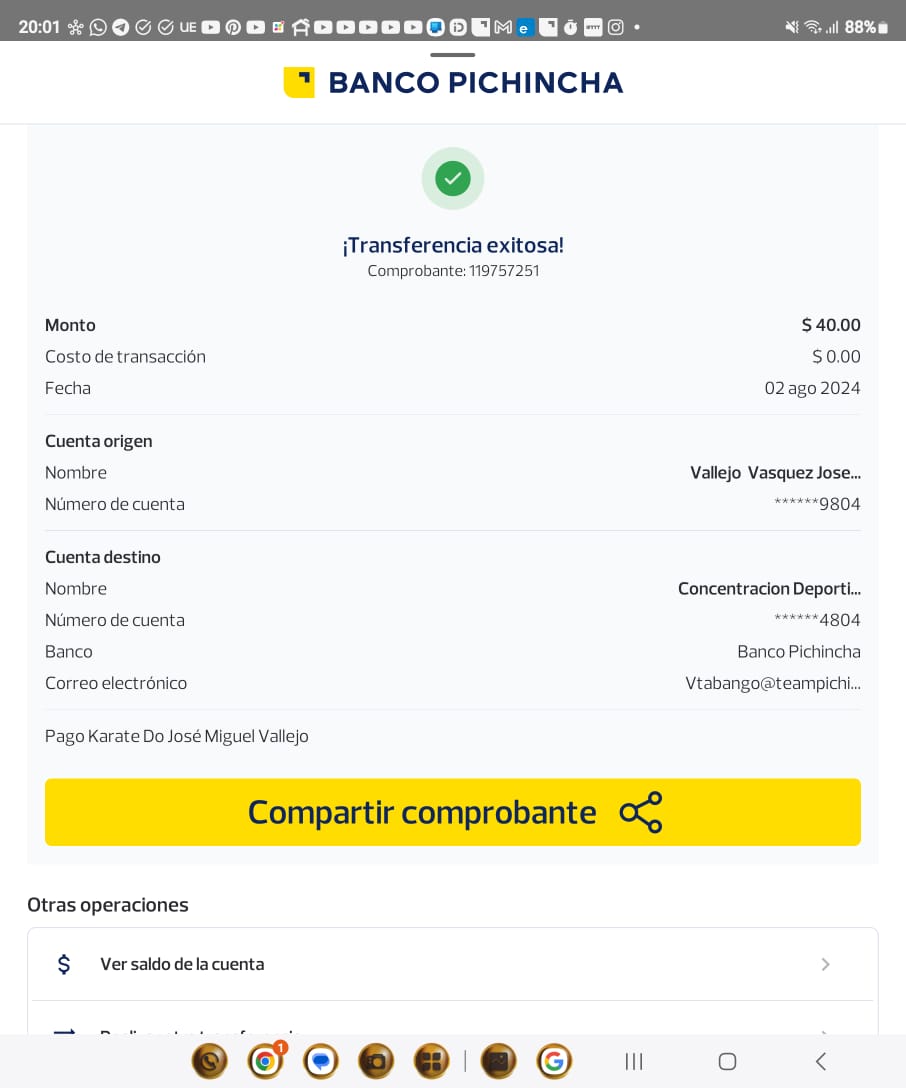 20:01 UE 88%
BANCO PICHINCHA
¡Transferencia exitosa!
Comprobante: 119757251
Monto $ 40.00
Costo de transacción $ 0.00
Fecha 02 ago 2024
Cuenta origen
Nombre Vallejo Vasquez Jose...
Número de cuenta ******9804
Cuenta destino
Nombre Concentracion Deporti...
Número de cuenta ******4804
Banco Banco Pichincha
Correo electrónico Vtabango@teampichi...
Pago Karate Do José Miguel Vallejo
Compartir comprobante
Otras operaciones
$ Ver saldo de la cuenta
1